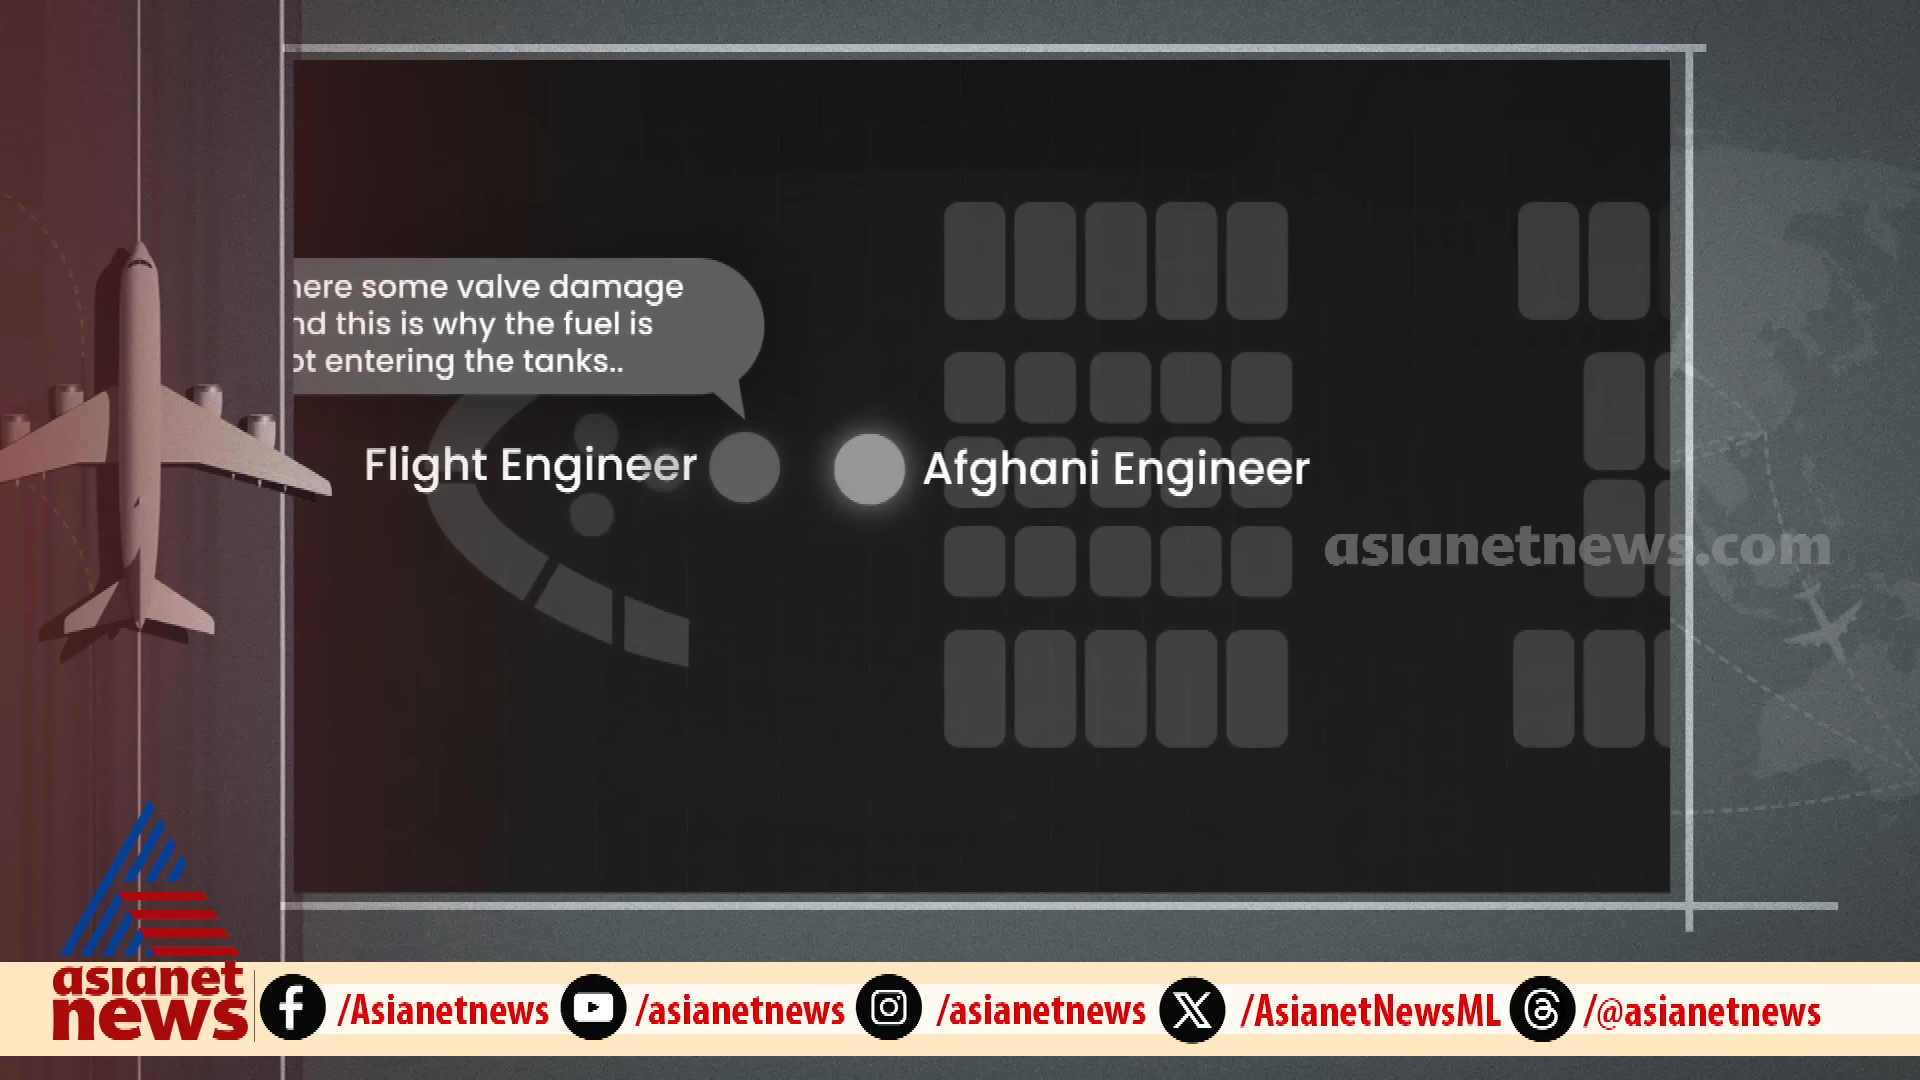 here some valve damage
nd this is why the fuel is
ot entering the tanks..
Flight Engineer
Afghani Engineer
asianetnews.com
asianet
news
/Asianetnews
/asianetnews
/asianetnews
/AsianetNewsML
/@asianetnews